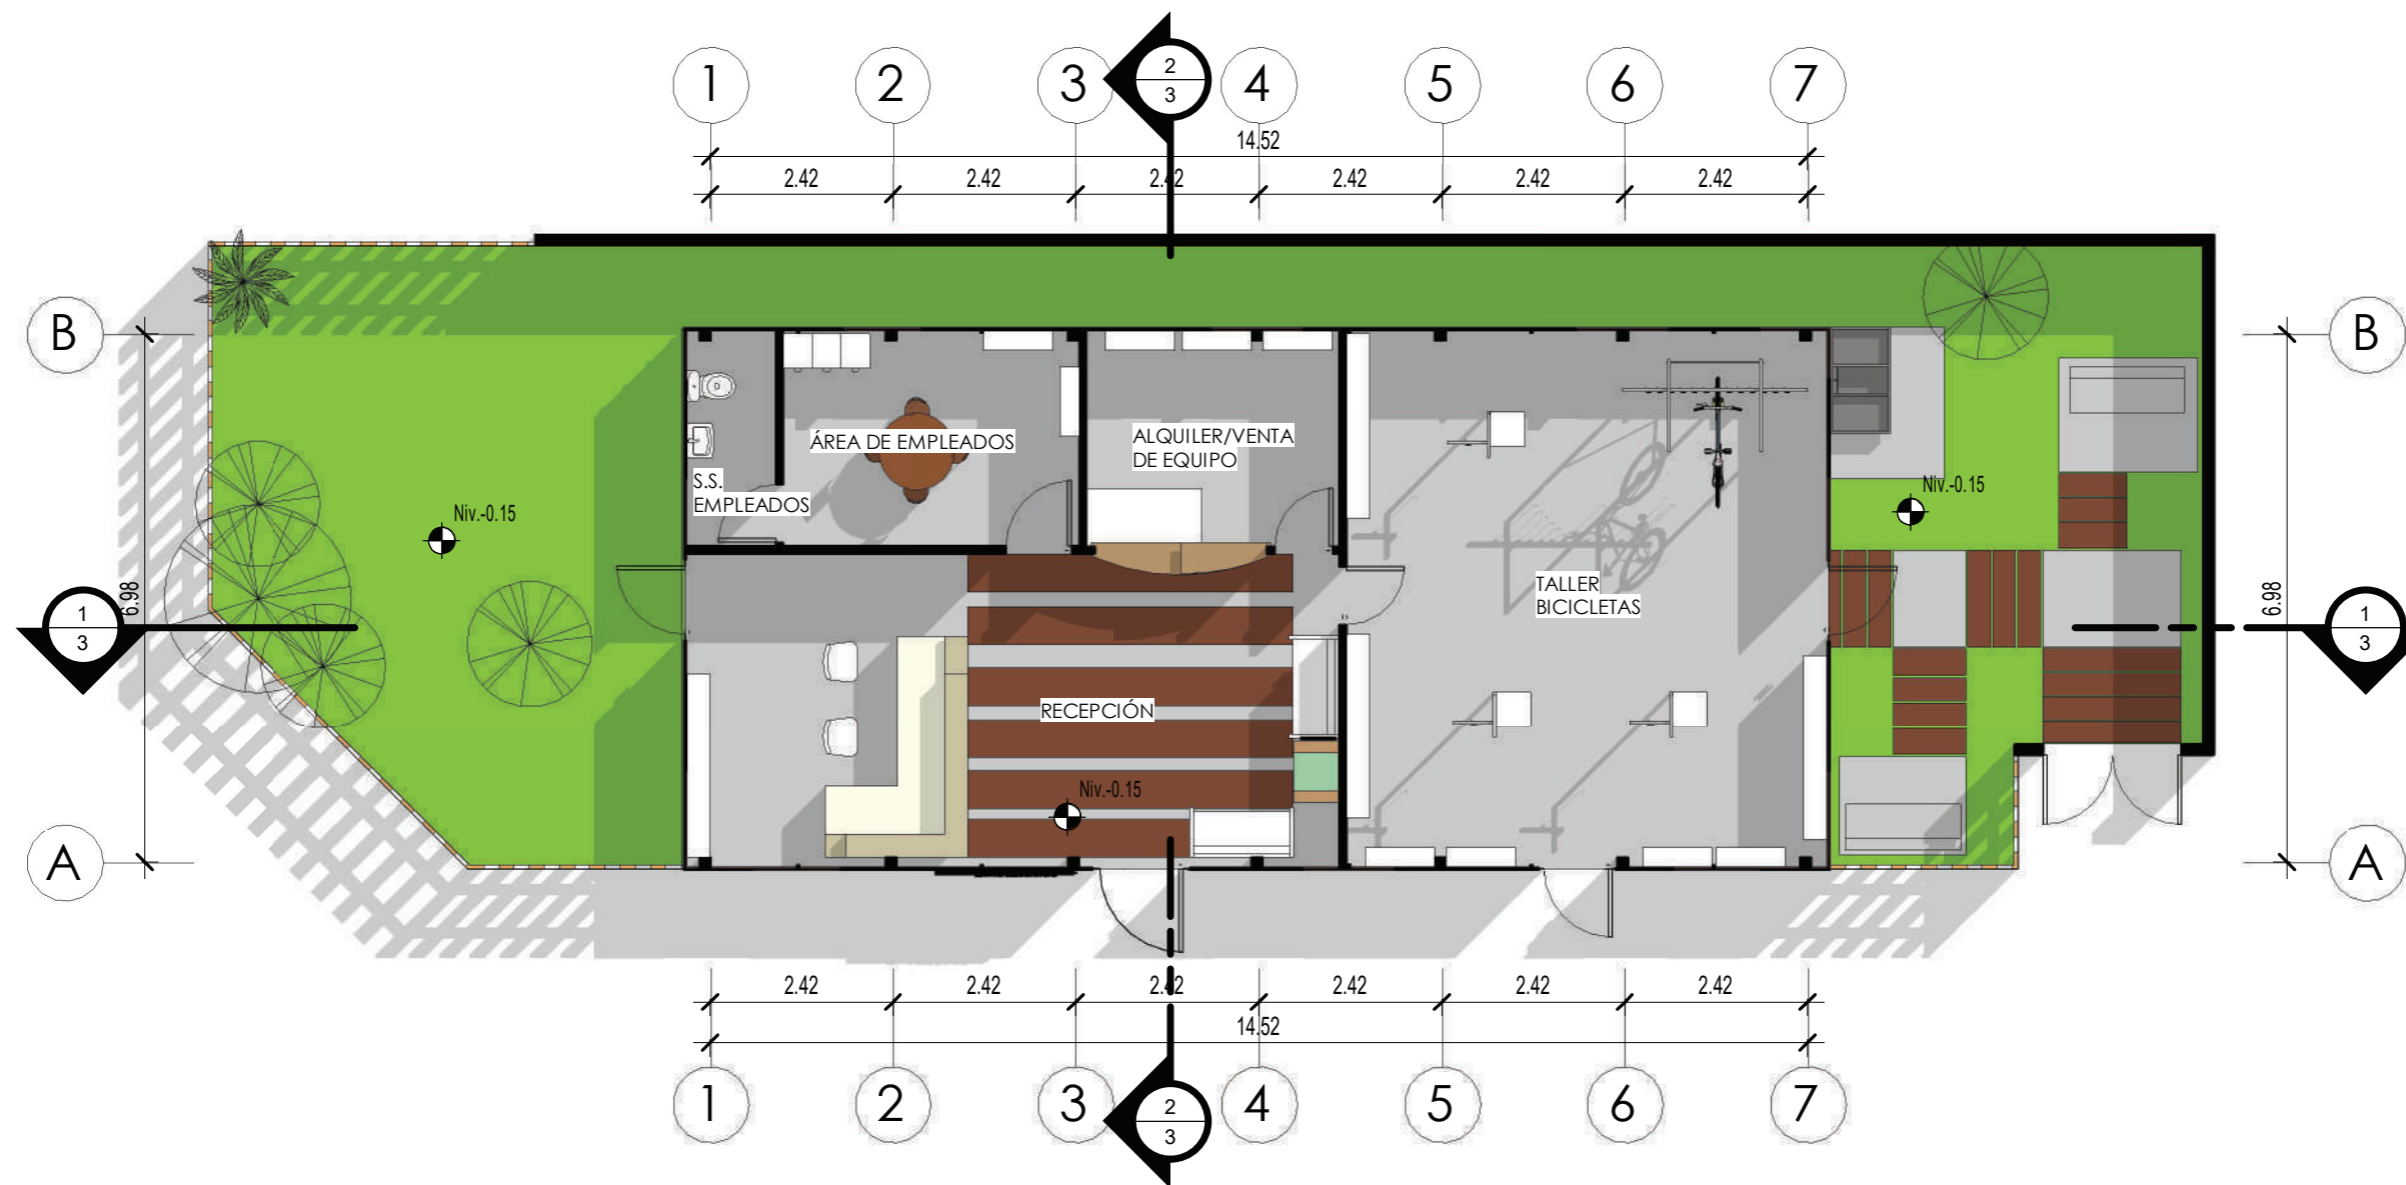 1 2 3 2 4 5 6 7
3
14.52
2.42 2.42 2.42 2.42 2.42 2.42
B B
ÁREA DE EMPLEADOS
ALQUILER/VENTA
DE EQUIPO
S.S.
EMPLEADOS
Niv.-0.15
Niv.-0.15
TALLER
BICICLETAS
6.98
6.98
1
3
1
3
RECEPCIÓN
Niv.-0.15
A A
2.42 2.42 2.42 2.42 2.42 2.42
14.52
1 2 3 2 4 5 6 7
3